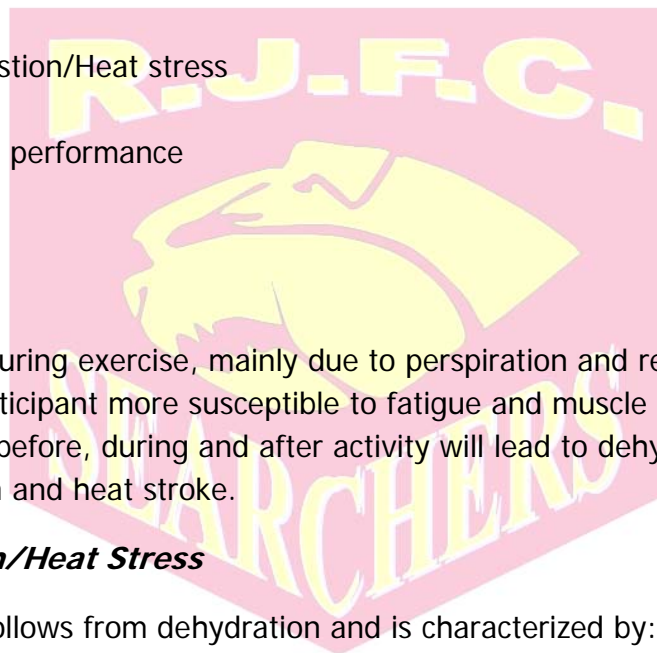 R.J.F.C.
stion/Heat stress
performance
uring exercise, mainly due to perspiration and re
ticipant more susceptible to fatigue and muscle
before, during and after activity will lead to dehy
and heat stroke.
n/Heat Stress
ollows from dehydration and is characterized by:
SEARCHERS